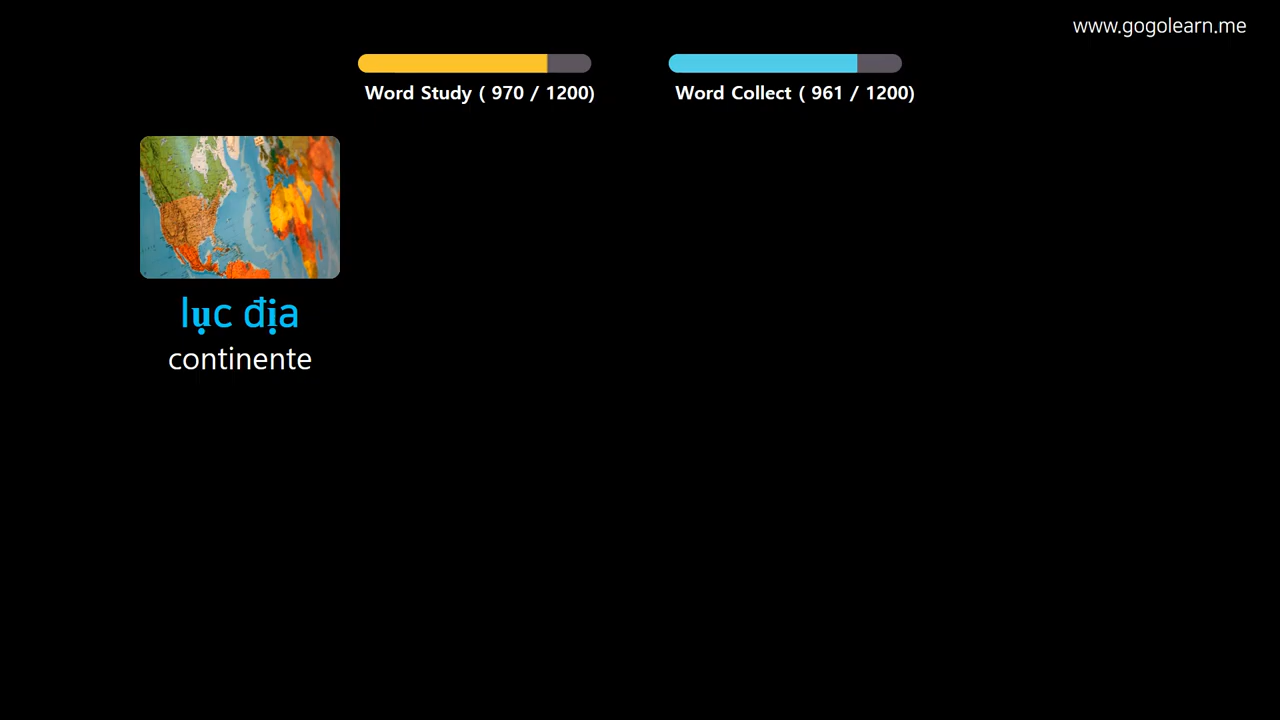 www.gogolearn.me
Word Study ( 970 / 1200)
Word Collect ( 961 / 1200)
lục địa
continente